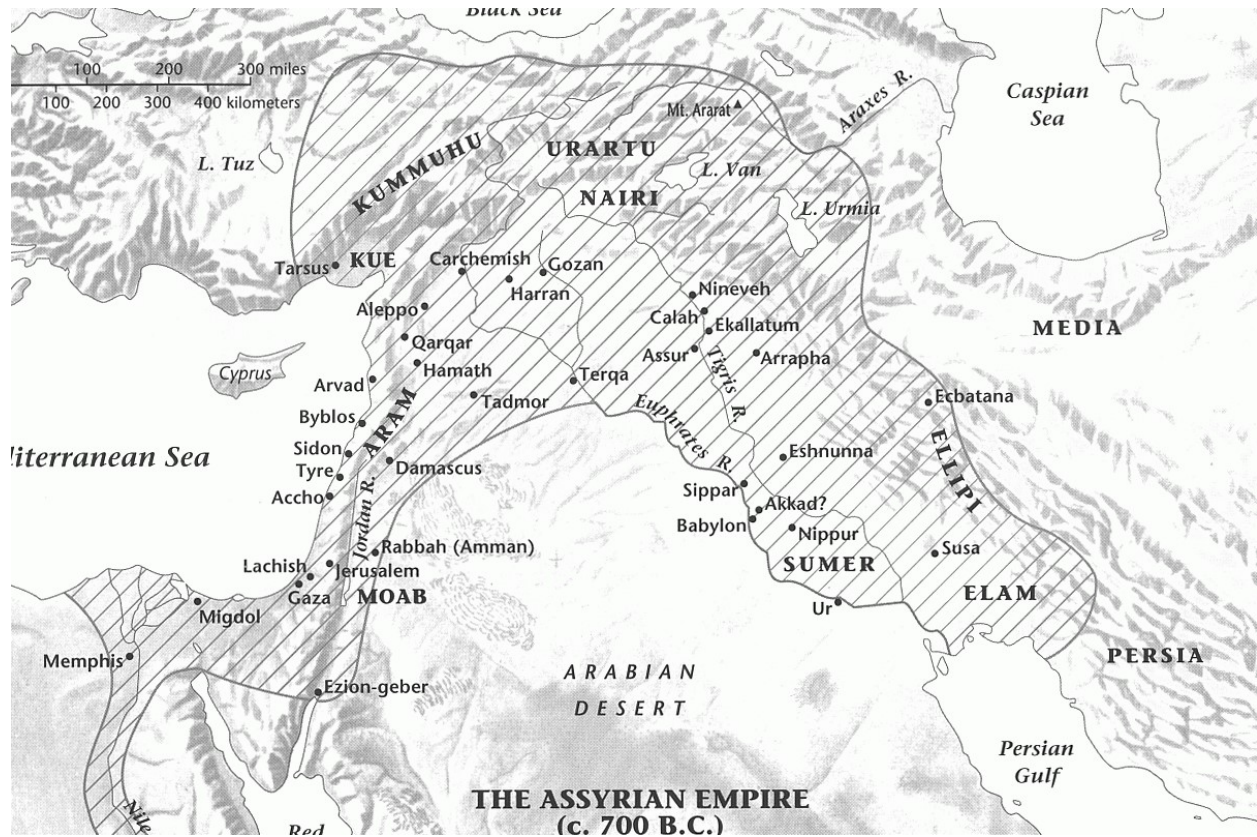 Black Sea
100 200 300 miles
100 200 300 400 kilometers
Caspian
Sea
Araxes R.
Mt. Ararat
L. Tuz
KUMMUHU
URARTU
L. Van
NAIRI
L. Urmia
Tarsus
KUE
Carchemish
Gozan
Harran
Nineveh
Aleppo
Calah
Ekallatum
MEDIA
Qarqar
Assur
Arrapha
Tigris R.
Cyprus
Hamath
Arvad
Terqa
Tadmor
Ecbatana
Byblos
ARAM
Euphrates R.
ELLIPI
Sidon
diterranean Sea
Tyre
Damascus
Eshnunna
Accho
Jordan R.
Sippar
Akkad?
Babylon
Nippur
Rabbah (Amman)
Susa
Lachish
Jerusalem
SUMER
Gaza
MOAB
ELAM
Migdol
Ur
Memphis
PERSIA
ARABIAN
DESERT
Ezion-geber
Persian
Gulf
THE ASSYRIAN EMPIRE
(c. 700 B.C.)
Nile
Red